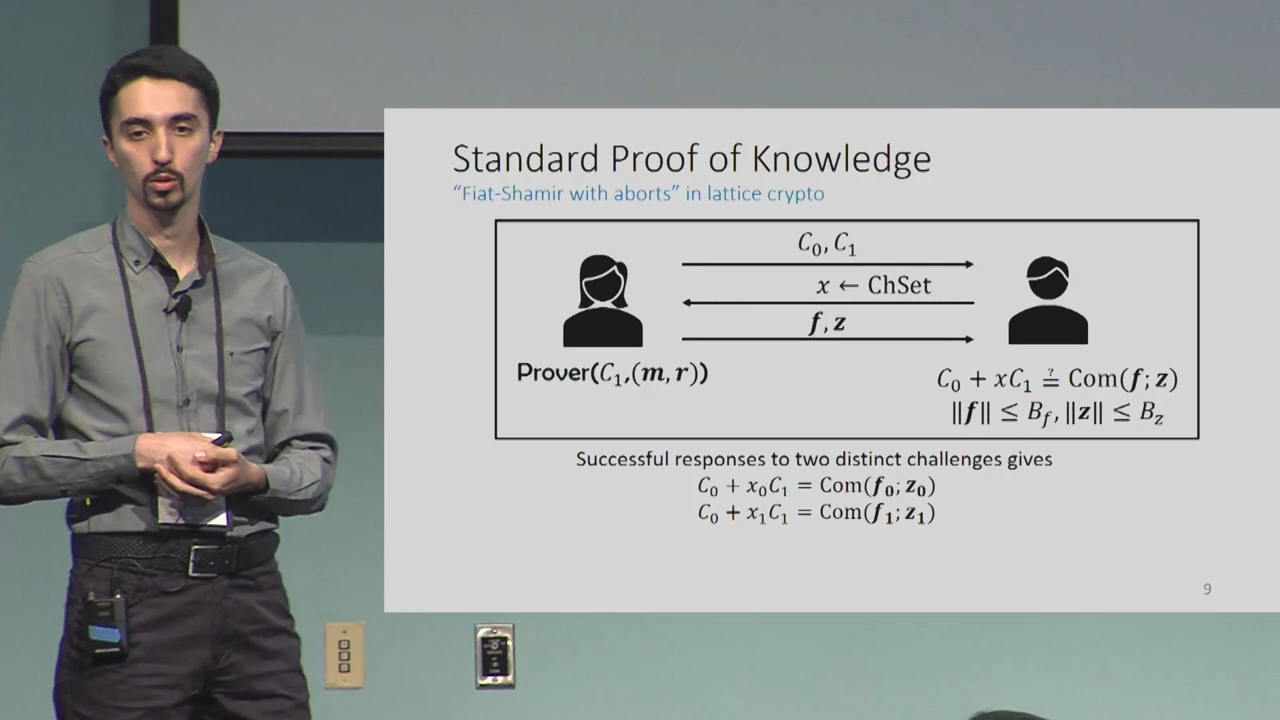 Standard Proof of Knowledge
"Fiat-Shamir with aborts" in lattice crypto
C₀, C₁
x ← ChSet
f, z
Prover(C₁,(m, r))
C₀ + xC₁ ≟ Com(f; z)
‖f‖ ≤ B_f, ‖z‖ ≤ B_z
Successful responses to two distinct challenges gives
C₀ + x₀C₁ = Com(f₀; z₀)
C₀ + x₁C₁ = Com(f₁; z₁)
9